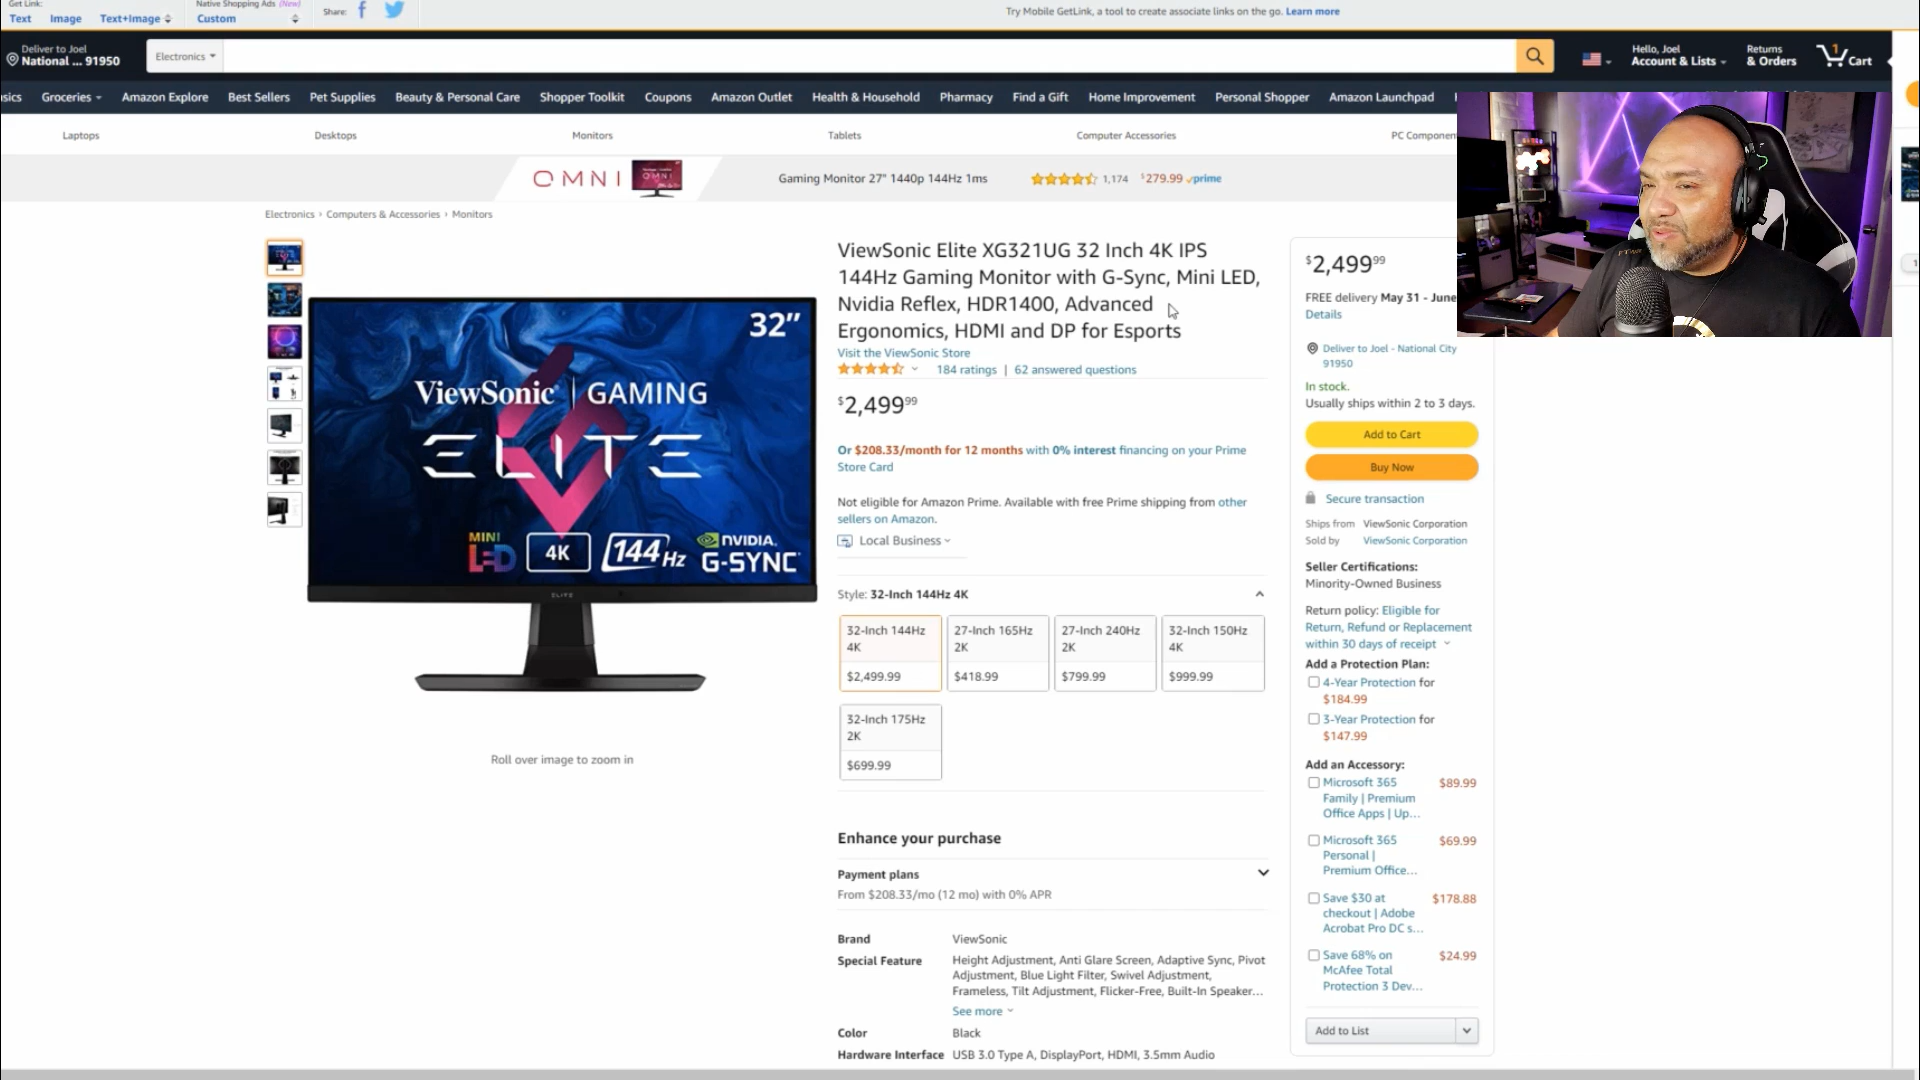 Get Link:
Text
Image
Text+Image
Native Shopping Ads (New)
Custom
Share:
Try Mobile GetLink, a tool to create associate links on the go. Learn more
Deliver to Joel
National ... 91950
Electronics
Hello, Joel
Account & Lists
Returns
& Orders
1
Cart
sics
Groceries
Amazon Explore
Best Sellers
Pet Supplies
Beauty & Personal Care
Shopper Toolkit
Coupons
Amazon Outlet
Health & Household
Pharmacy
Find a Gift
Home Improvement
Personal Shopper
Amazon Launchpad
Laptops
Desktops
Monitors
Tablets
Computer Accessories
PC Componen
OMNI
OMNI
Gaming Monitor 27" 1440p 144Hz 1ms
1,174
$279.99 prime
Electronics › Computers & Accessories › Monitors
32”
ViewSonic | GAMING
ELITE
MINI
LED
4K
144Hz
NVIDIA.
G-SYNC
ELITE
Roll over image to zoom in
ViewSonic Elite XG321UG 32 Inch 4K IPS
144Hz Gaming Monitor with G-Sync, Mini LED,
Nvidia Reflex, HDR1400, Advanced
Ergonomics, HDMI and DP for Esports
Visit the ViewSonic Store
184 ratings | 62 answered questions
$2,499.99
Or $208.33/month for 12 months with 0% interest financing on your Prime
Store Card
Not eligible for Amazon Prime. Available with free Prime shipping from other
sellers on Amazon.
Local Business
Style: 32-Inch 144Hz 4K
32-Inch 144Hz
4K
$2,499.99
27-Inch 165Hz
2K
$418.99
27-Inch 240Hz
2K
$799.99
32-Inch 150Hz
4K
$999.99
32-Inch 175Hz
2K
$699.99
Enhance your purchase
Payment plans
From $208.33/mo (12 mo) with 0% APR
Brand ViewSonic
Special Feature Height Adjustment, Anti Glare Screen, Adaptive Sync, Pivot
Adjustment, Blue Light Filter, Swivel Adjustment,
Frameless, Tilt Adjustment, Flicker-Free, Built-In Speaker...
See more
Color Black
Hardware Interface USB 3.0 Type A, DisplayPort, HDMI, 3.5mm Audio
$2,499.99
FREE delivery May 31 - June
Details
Deliver to Joel - National City
91950
In stock.
Usually ships within 2 to 3 days.
Add to Cart
Buy Now
Secure transaction
Ships from ViewSonic Corporation
Sold by ViewSonic Corporation
Seller Certifications:
Minority-Owned Business
Return policy: Eligible for
Return, Refund or Replacement
within 30 days of receipt
Add a Protection Plan:
4-Year Protection for
$184.99
3-Year Protection for
$147.99
Add an Accessory:
Microsoft 365 $89.99
Family | Premium
Office Apps | Up...
Microsoft 365 $69.99
Personal |
Premium Office...
Save $30 at $178.88
checkout | Adobe
Acrobat Pro DC s...
Save 68% on $24.99
McAfee Total
Protection 3 Dev...
Add to List